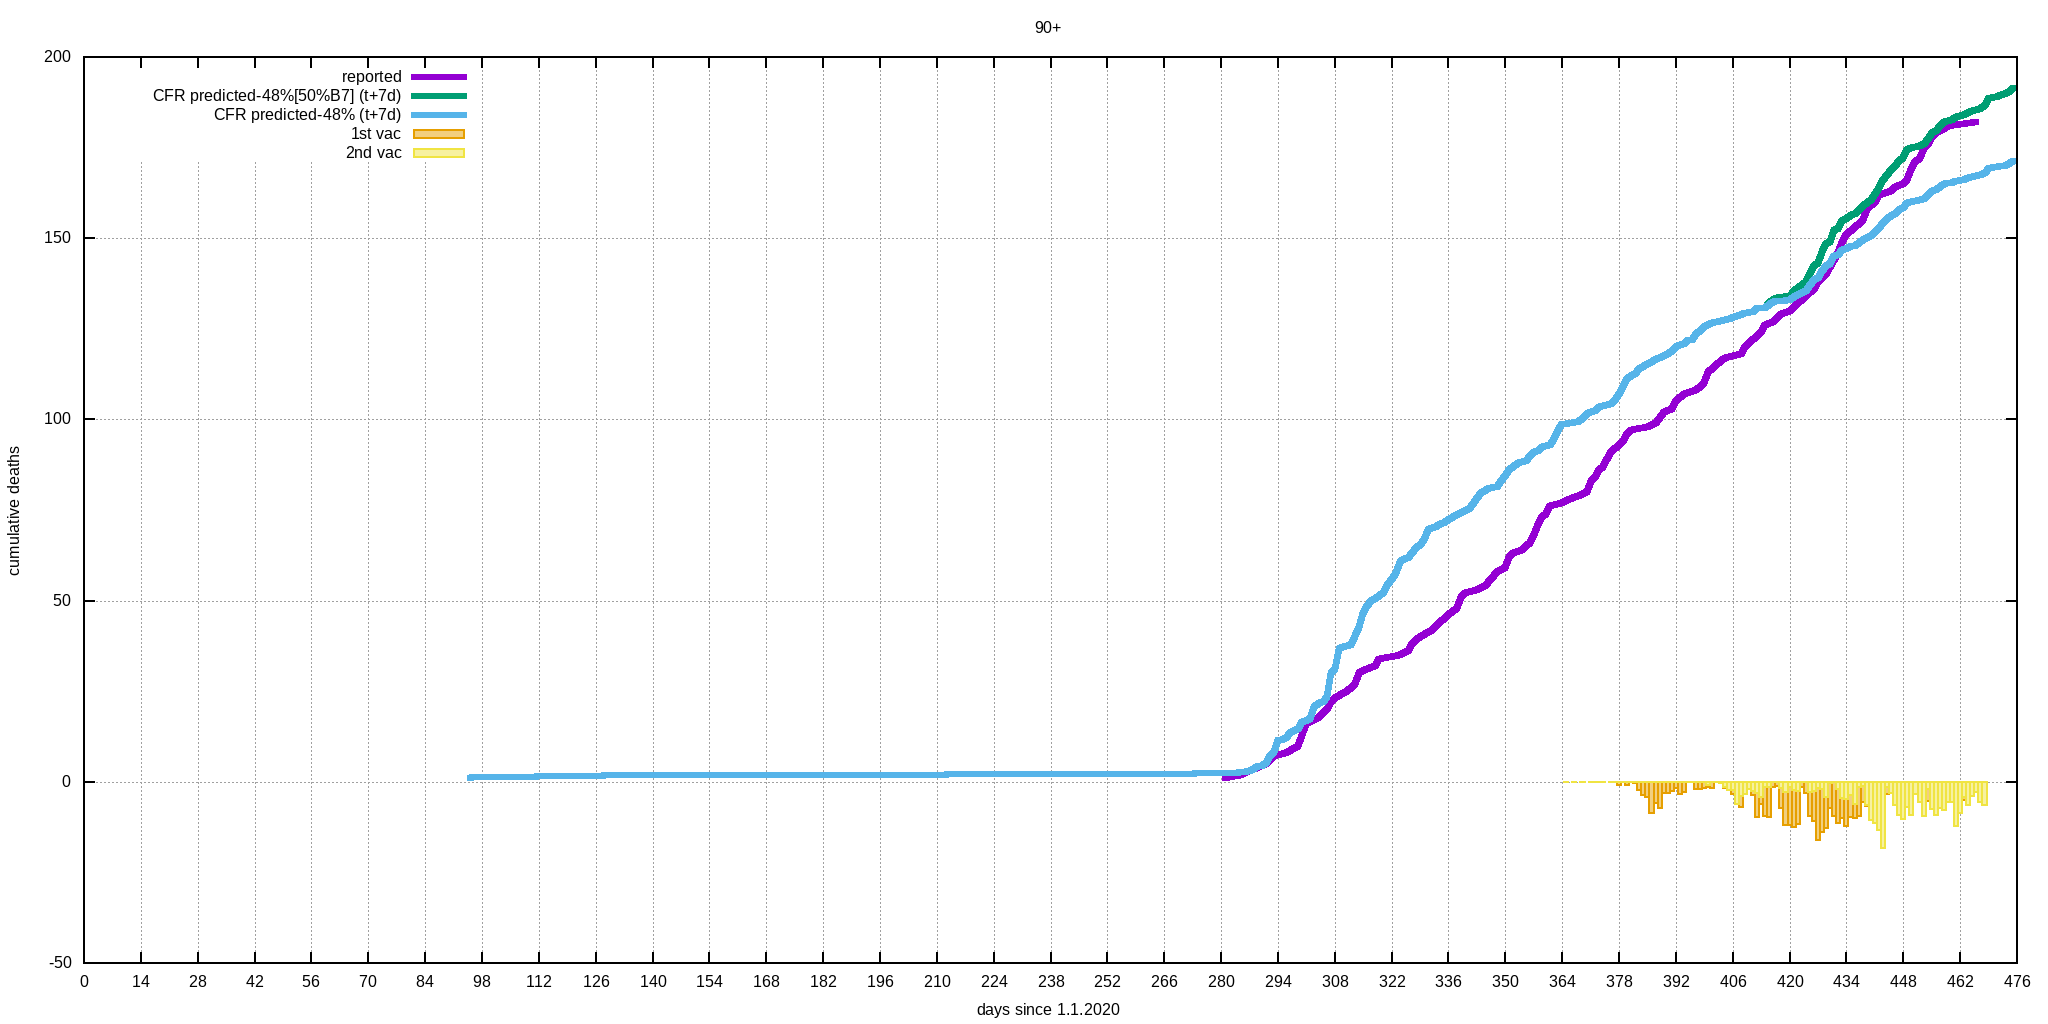 90+
200
150
100
50
0
-50
cumulative deaths
reported
CFR predicted-48%[50%B7] (t+7d)
CFR predicted-48% (t+7d)
1st vac
2nd vac
0 14 28 42 56 70 84 98 112 126 140 154 168 182 196 210 224 238 252 266 280 294 308 322 336 350 364 378 392 406 420 434 448 462 476
days since 1.1.2020